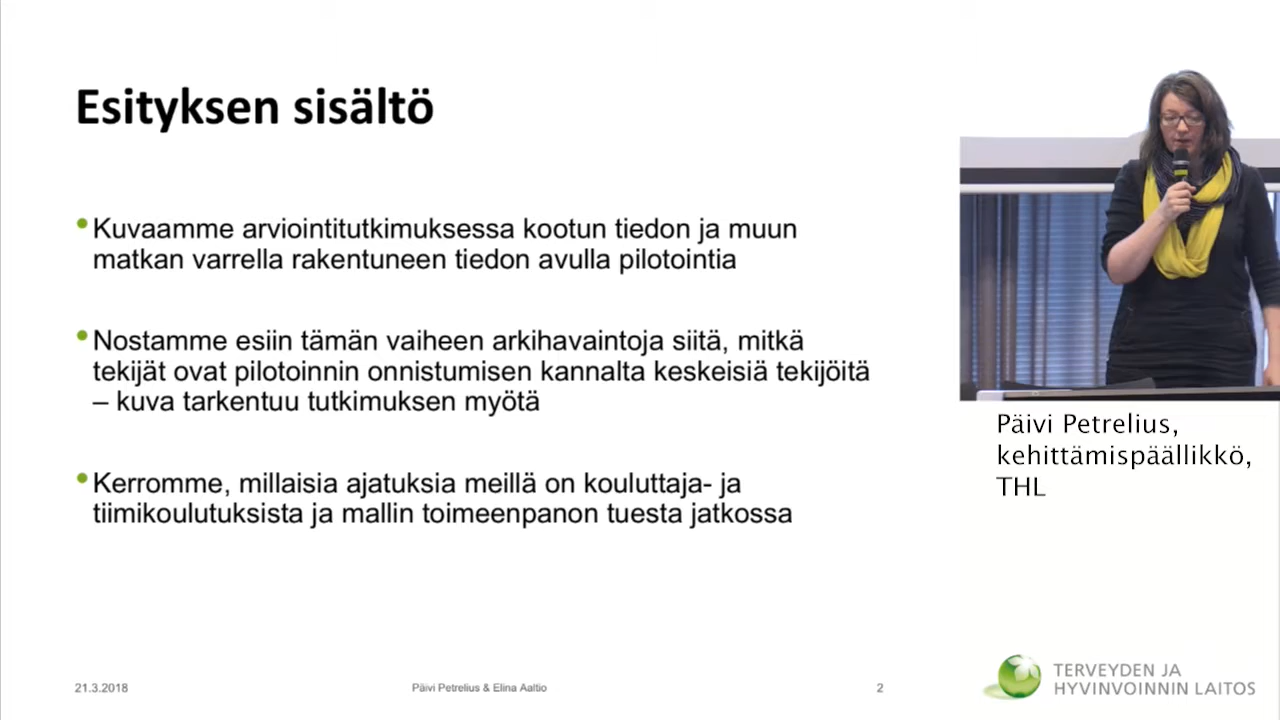 Esityksen sisältö
•Kuvaamme arviointitutkimuksessa kootun tiedon ja muun
matkan varrella rakentuneen tiedon avulla pilotointia
•Nostamme esiin tämän vaiheen arkihavaintoja siitä, mitkä
tekijät ovat pilotoinnin onnistumisen kannalta keskeisiä tekijöitä
– kuva tarkentuu tutkimuksen myötä
•Kerromme, millaisia ajatuksia meillä on kouluttaja- ja
tiimikoulutuksista ja mallin toimeenpanon tuesta jatkossa
Päivi Petrelius,
kehittämispäällikkö,
THL
21.3.2018
Päivi Petrelius & Elina Aaltio
2
TERVEYDEN JA
HYVINVOINNIN LAITOS